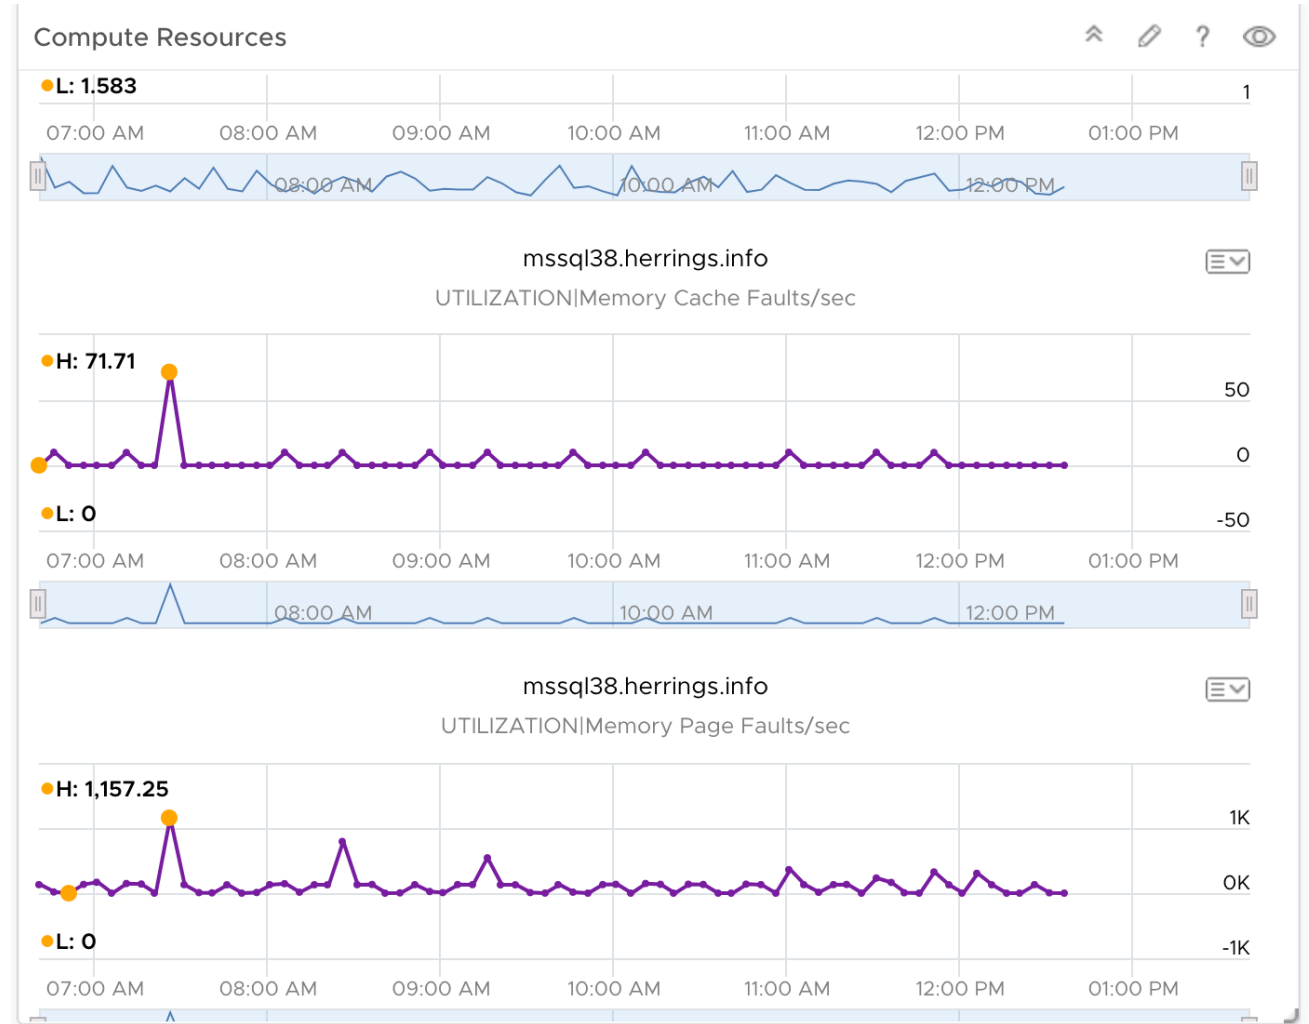 Compute Resources
L: 1.583
1
07:00 AM 08:00 AM 09:00 AM 10:00 AM 11:00 AM 12:00 PM 01:00 PM
08:00 AM 10:00 AM 12:00 PM
mssql38.herrings.info
UTILIZATION|Memory Cache Faults/sec
H: 71.71
50
0
L: 0
-50
07:00 AM 08:00 AM 09:00 AM 10:00 AM 11:00 AM 12:00 PM 01:00 PM
08:00 AM 10:00 AM 12:00 PM
mssql38.herrings.info
UTILIZATION|Memory Page Faults/sec
H: 1,157.25
1K
0K
L: 0
-1K
07:00 AM 08:00 AM 09:00 AM 10:00 AM 11:00 AM 12:00 PM 01:00 PM